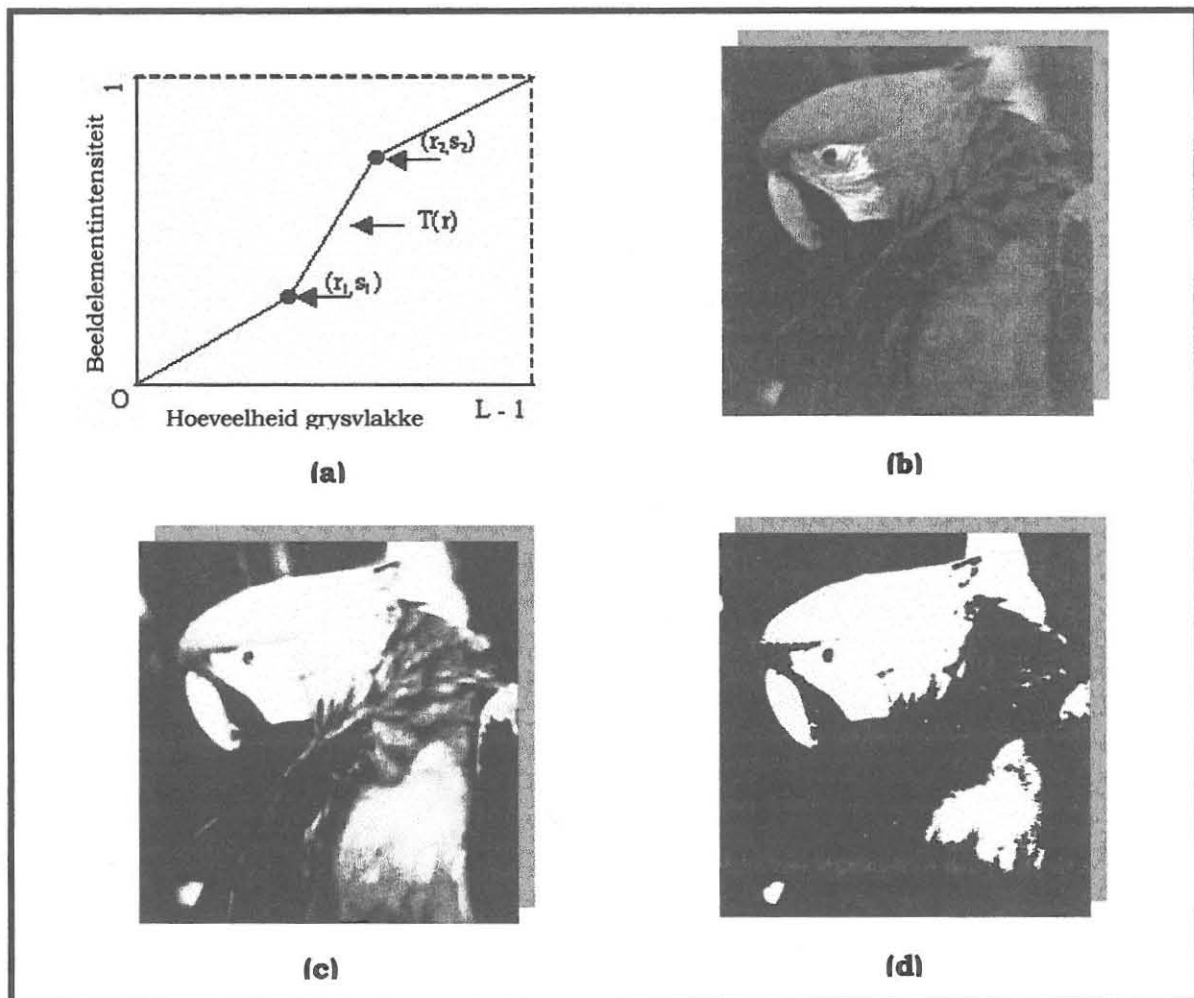 1
Beeldelementintensiteit
(r₂,s₂)
T(r)
(r₁,s₁)
O
Hoeveelheid grysvlakke
L - 1
(a)
(b)
(c)
(d)